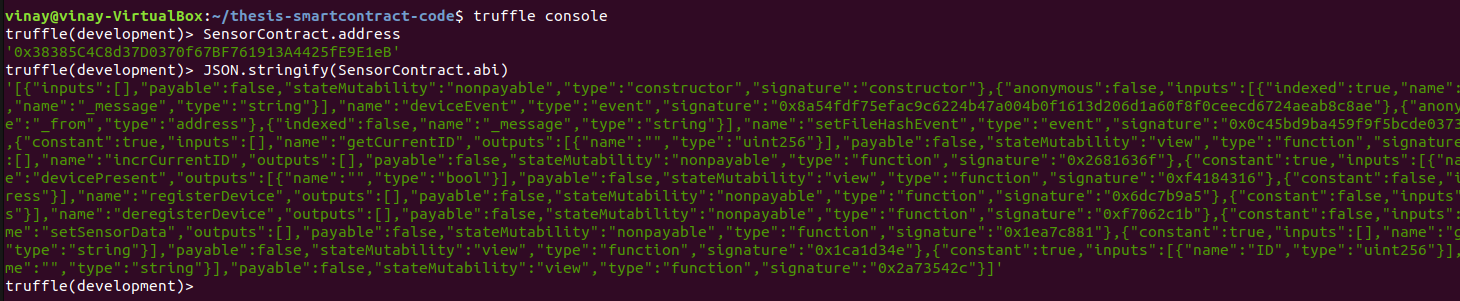 vinay@vinay-VirtualBox:~/thesis-smartcontract-code$ truffle console
truffle(development)> SensorContract.address
'0x38385C4C8d37D0370f67BF761913A4425fE9E1eB'
truffle(development)> JSON.stringify(SensorContract.abi)
'[{"inputs":[],"payable":false,"stateMutability":"nonpayable","type":"constructor","signature":"constructor"},{"anonymous":false,"inputs":[{"indexed":true,"name":
,"name":"_message","type":"string"}],"name":"deviceEvent","type":"event","signature":"0x8a54fdf75efac9c6224b47a004b0f1613d206d1a60f8f0ceecd6724aeab8c8ae"},{"anony
e":"_from","type":"address"},{"indexed":false,"name":"_message","type":"string"}],"name":"setFileHashEvent","type":"event","signature":"0x0c45bd9ba459f9f5bcde0373
,{"constant":true,"inputs":[],"name":"getCurrentID","outputs":[{"name":"","type":"uint256"}],"payable":false,"stateMutability":"view","type":"function","signature
:[],"name":"incrCurrentID","outputs":[],"payable":false,"stateMutability":"nonpayable","type":"function","signature":"0x2681636f"},{"constant":true,"inputs":[{"na
e":"devicePresent","outputs":[{"name":"","type":"bool"}],"payable":false,"stateMutability":"view","type":"function","signature":"0xf4184316"},{"constant":false,"i
ress"}],"name":"registerDevice","outputs":[],"payable":false,"stateMutability":"nonpayable","type":"function","signature":"0x6dc7b9a5"},{"constant":false,"inputs"
s"}],"name":"deregisterDevice","outputs":[],"payable":false,"stateMutability":"nonpayable","type":"function","signature":"0xf7062c1b"},{"constant":false,"inputs":
me":"setSensorData","outputs":[],"payable":false,"stateMutability":"nonpayable","type":"function","signature":"0x1ea7c881"},{"constant":true,"inputs":[],"name":"g
"type":"string"}],"payable":false,"stateMutability":"view","type":"function","signature":"0x1ca1d34e"},{"constant":true,"inputs":[{"name":"ID","type":"uint256"}],
me":"","type":"string"}],"payable":false,"stateMutability":"view","type":"function","signature":"0x2a73542c"}]'
truffle(development)>